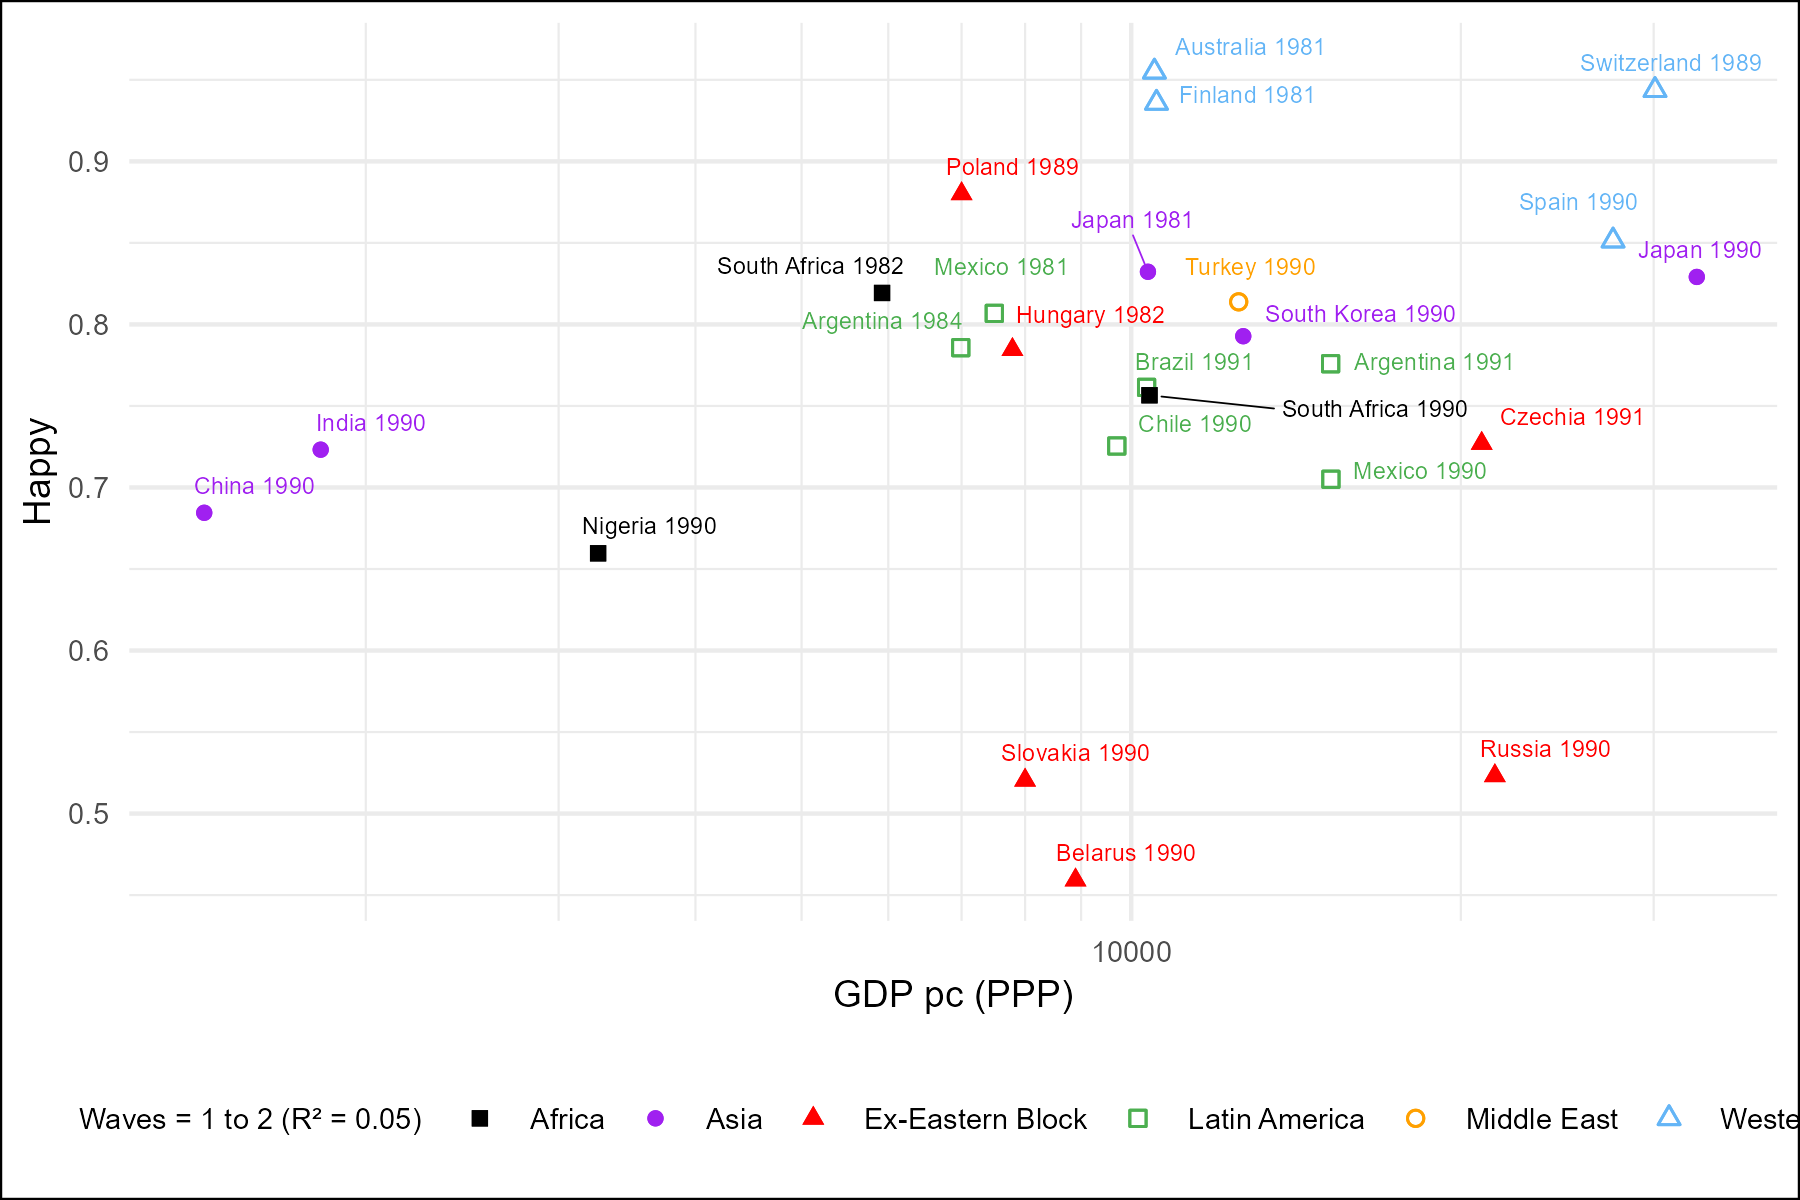 Australia 1981
Switzerland 1989
Finland 1981
0.9
Poland 1989
Spain 1990
Japan 1981
Japan 1990
South Africa 1982
Mexico 1981
Turkey 1990
Argentina 1984
Hungary 1982
South Korea 1990
0.8
Brazil 1991
Argentina 1991
South Africa 1990
Czechia 1991
India 1990
Chile 1990
Happy
Mexico 1990
China 1990
0.7
Nigeria 1990
0.6
Slovakia 1990
Russia 1990
0.5
Belarus 1990
10000
GDP pc (PPP)
Waves = 1 to 2 (R² = 0.05) Africa Asia Ex-Eastern Block Latin America Middle East Weste